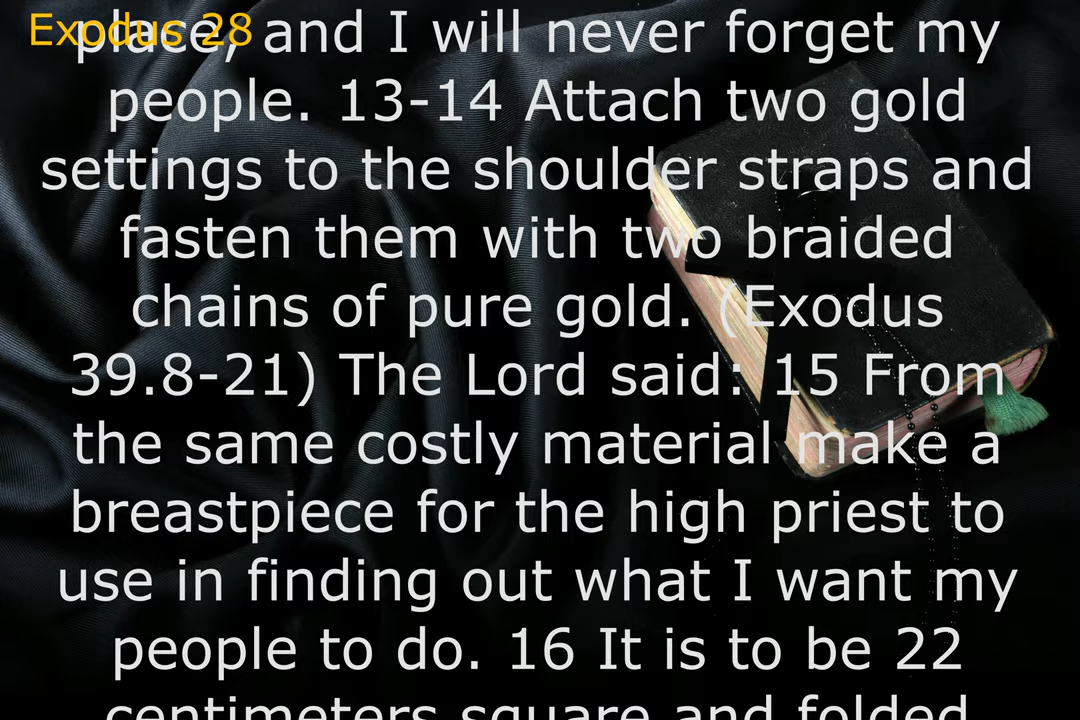 Exodus 28
place, and I will never forget my
people. 13-14 Attach two gold
settings to the shoulder straps and
fasten them with two braided
chains of pure gold. (Exodus
39.8-21) The Lord said: 15 From
the same costly material make a
breastpiece for the high priest to
use in finding out what I want my
people to do. 16 It is to be 22
centimeters square and folded